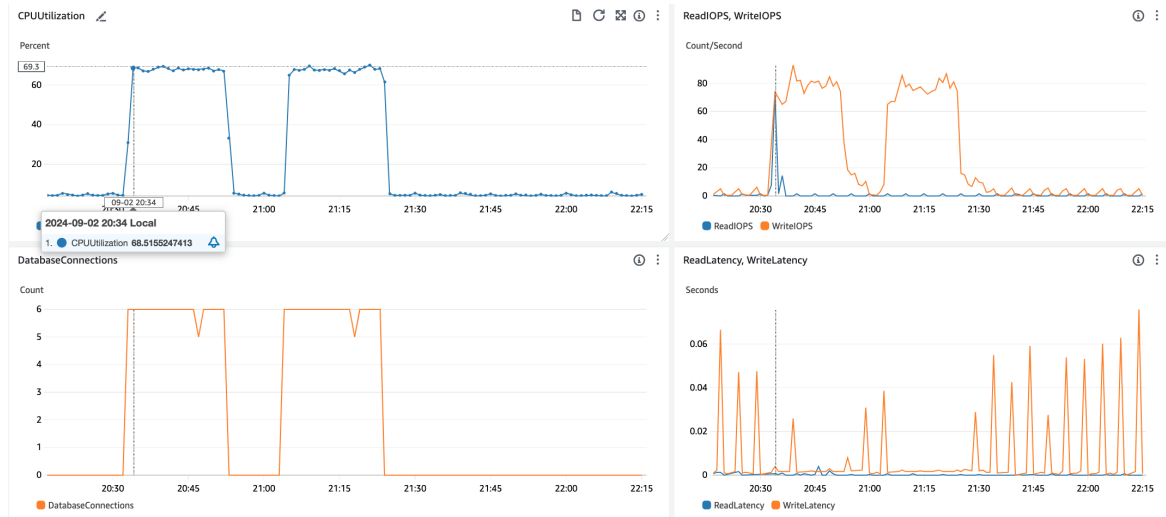 CPUUtilization
Percent
69.3
60
40
20
20:30 20:45 21:00 21:15 21:30 21:45 22:00 22:15
09-02 20:34
2024-09-02 20:34 Local
1. CPUUtilization 68.5155247413
ReadIOPS, WriteIOPS
Count/Second
80
60
40
20
0
20:30 20:45 21:00 21:15 21:30 21:45 22:00 22:15
ReadIOPS WriteIOPS
DatabaseConnections
Count
6
5
4
3
2
1
0
20:30 20:45 21:00 21:15 21:30 21:45 22:00 22:15
DatabaseConnections
ReadLatency, WriteLatency
Seconds
0.06
0.04
0.02
0
20:30 20:45 21:00 21:15 21:30 21:45 22:00 22:15
ReadLatency WriteLatency